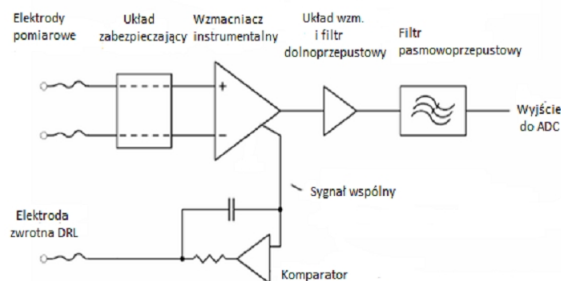 Elektrody
pomiarowe
Układ
zabezpieczający
Wzmacniacz
instrumentalny
Układ wzm.
i filtr
dolnoprzepustowy
Filtr
pasmowoprzepustowy
+
−
Wyjście
do ADC
Sygnał wspólny
Elektroda
zwrotna DRL
Komparator